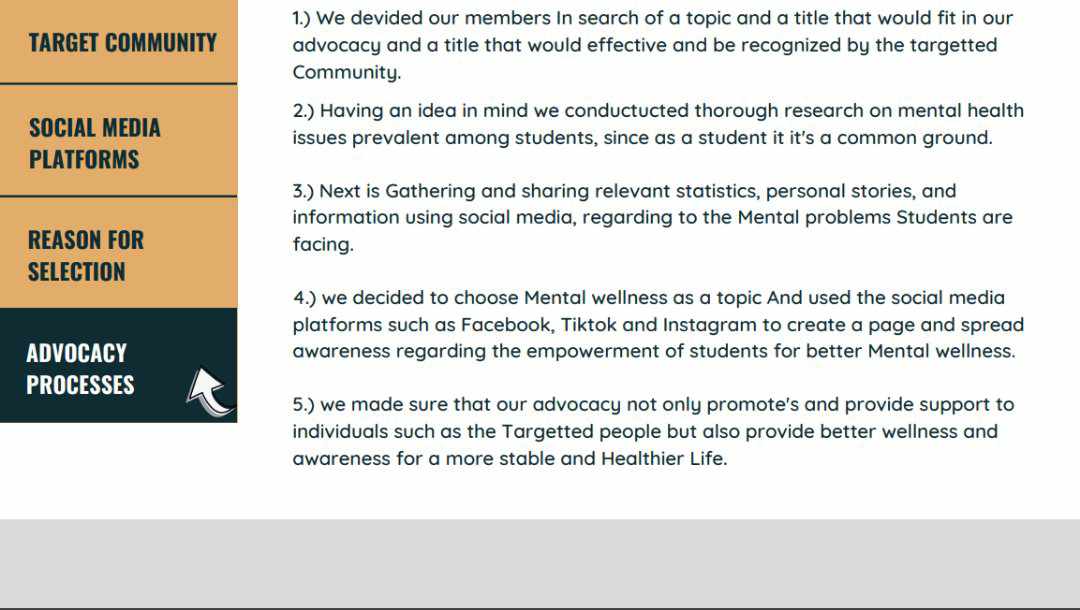 TARGET COMMUNITY
SOCIAL MEDIA
PLATFORMS
REASON FOR
SELECTION
ADVOCACY
PROCESSES
1.) We devided our members In search of a topic and a title that would fit in our
advocacy and a title that would effective and be recognized by the targetted
Community.
2.) Having an idea in mind we conductucted thorough research on mental health
issues prevalent among students, since as a student it it's a common ground.
3.) Next is Gathering and sharing relevant statistics, personal stories, and
information using social media, regarding to the Mental problems Students are
facing.
4.) we decided to choose Mental wellness as a topic And used the social media
platforms such as Facebook, Tiktok and Instagram to create a page and spread
awareness regarding the empowerment of students for better Mental wellness.
5.) we made sure that our advocacy not only promote's and provide support to
individuals such as the Targetted people but also provide better wellness and
awareness for a more stable and Healthier Life.